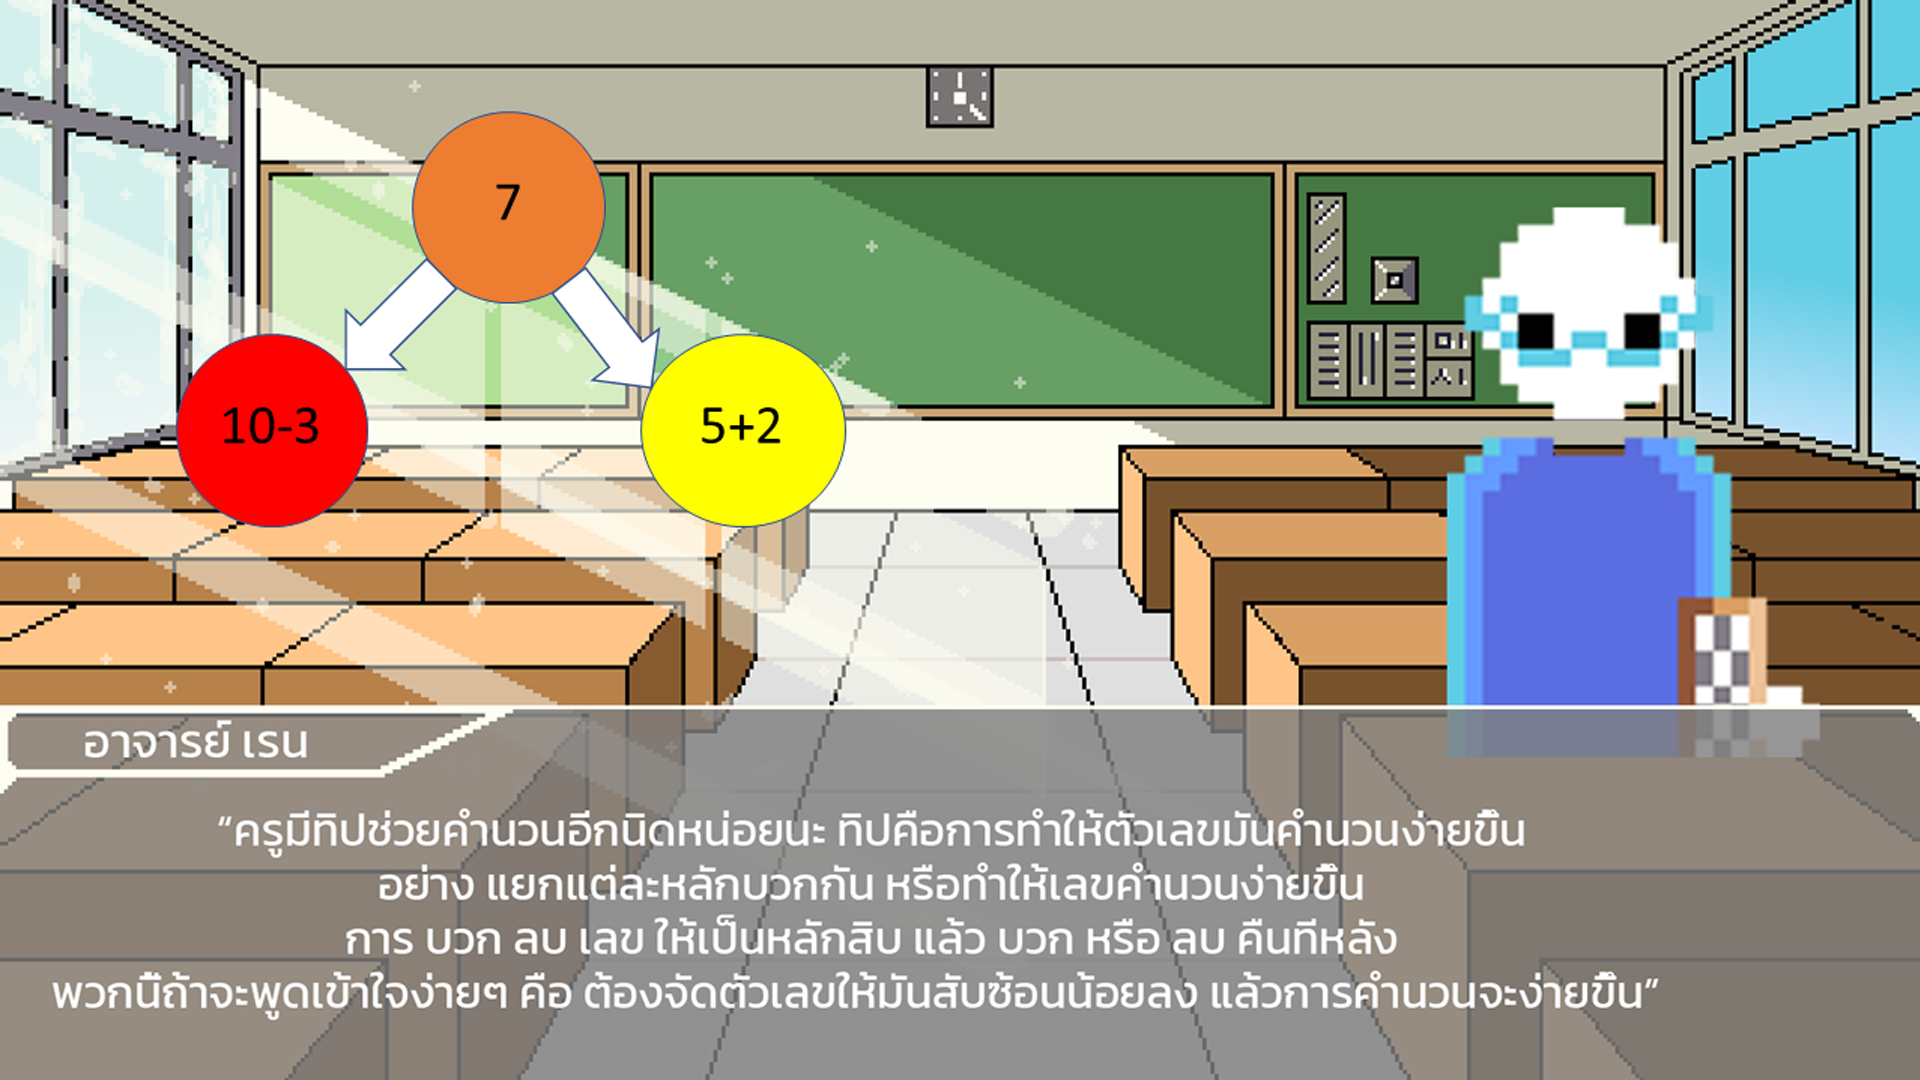 7
10-3
5+2
อาจารย์ เรน
“ครูมีทิปช่วยคำนวนอีกนิดหน่อยนะ ทิปคือการทำให้ตัวเลขมันคำนวนง่ายขึ้น
อย่าง แยกแต่ละหลักบวกกัน หรือทำให้เลขคำนวนง่ายขึ้น
การ บวก ลบ เลข ให้เป็นหลักสิบ แล้ว บวก หรือ ลบ คืนทีหลัง
พวกนี้ถ้าจะพูดเข้าใจง่ายๆ คือ ต้องจัดตัวเลขให้มันสับซ้อนน้อยลง แล้วการคำนวนจะง่ายขึ้น”